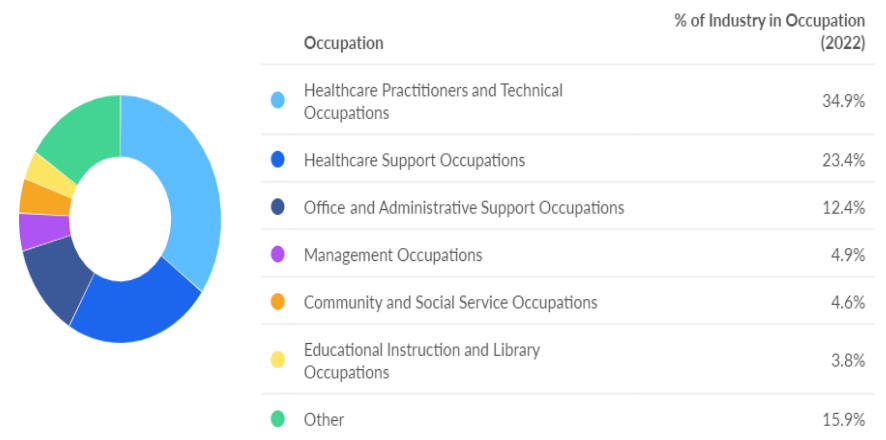 % of Industry in Occupation
Occupation (2022)
Healthcare Practitioners and Technical
Occupations 34.9%
Healthcare Support Occupations 23.4%
Office and Administrative Support Occupations 12.4%
Management Occupations 4.9%
Community and Social Service Occupations 4.6%
Educational Instruction and Library
Occupations 3.8%
Other 15.9%